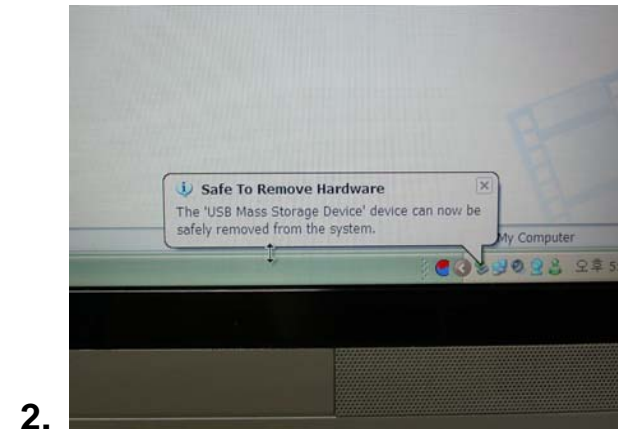 Safe To Remove Hardware
The 'USB Mass Storage Device' device can now be
safely removed from the system.
My Computer
오후 5
2.